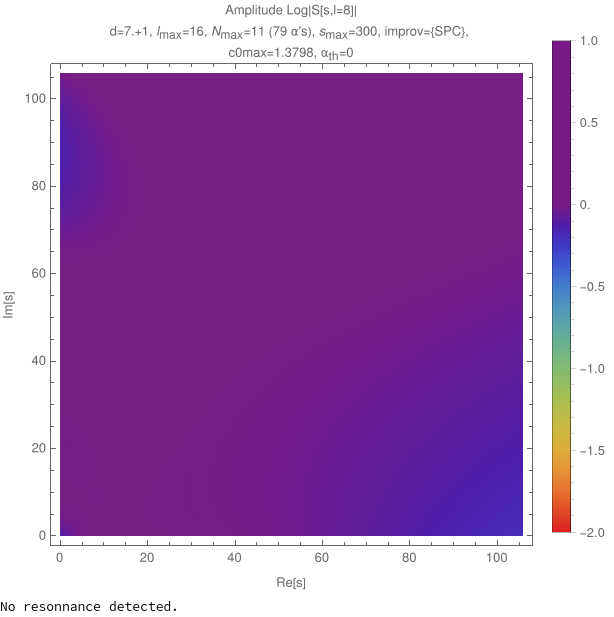 Amplitude Log|S[s,l=8]|
d=7.+1, lmax=16, Nmax=11 (79 α's), smax=300, improv={SPC},
c0max=1.3798, αth=0
1.0
0.5
0.
−0.5
−1.0
−1.5
−2.0
100
80
60
40
20
0
Im[s]
0 20 40 60 80 100
Re[s]
No resonnance detected.